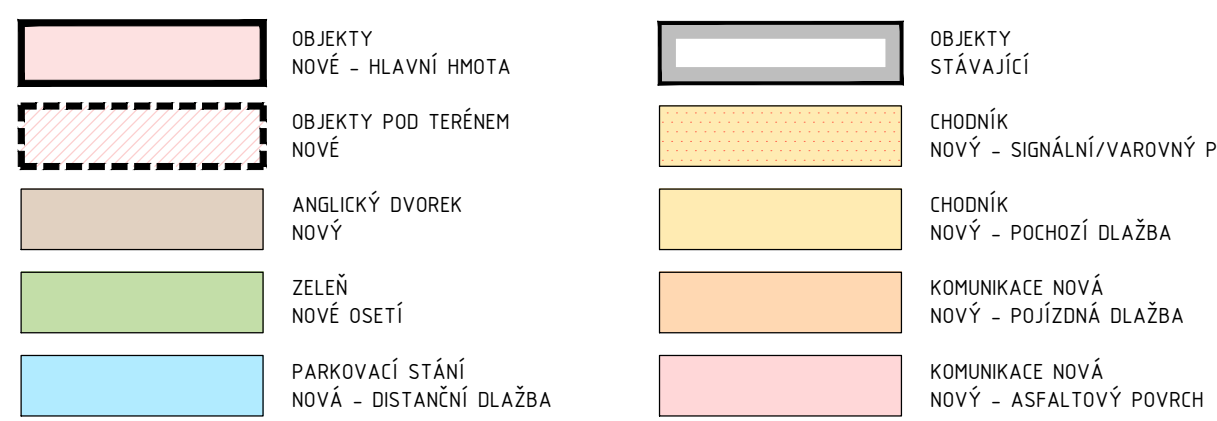 OBJEKTY
NOVÉ - HLAVNÍ HMOTA
OBJEKTY POD TERÉNEM
NOVÉ
ANGLICKÝ DVOREK
NOVÝ
ZELEŇ
NOVÉ OSETÍ
PARKOVACÍ STÁNÍ
NOVÁ - DISTANČNÍ DLAŽBA
OBJEKTY
STÁVAJÍCÍ
CHODNÍK
NOVÝ - SIGNÁLNÍ/VAROVNÝ P
CHODNÍK
NOVÝ - POCHOZÍ DLAŽBA
KOMUNIKACE NOVÁ
NOVÝ - POJÍZDNÁ DLAŽBA
KOMUNIKACE NOVÁ
NOVÝ - ASFALTOVÝ POVRCH